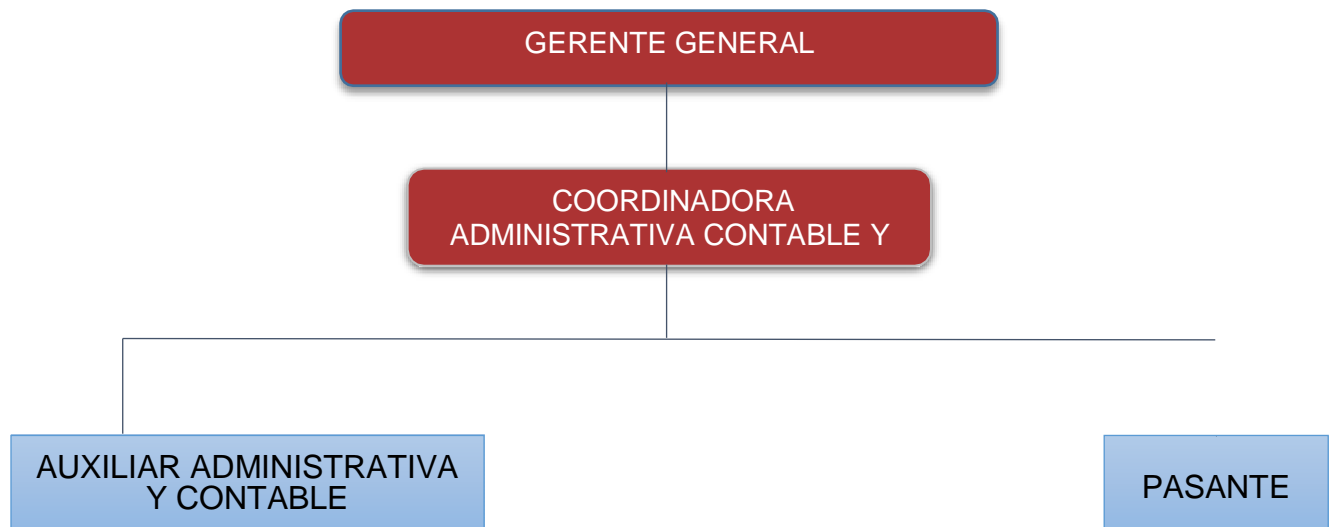 GERENTE GENERAL
COORDINADORA
ADMINISTRATIVA CONTABLE Y
AUXILIAR ADMINISTRATIVA
Y CONTABLE
PASANTE